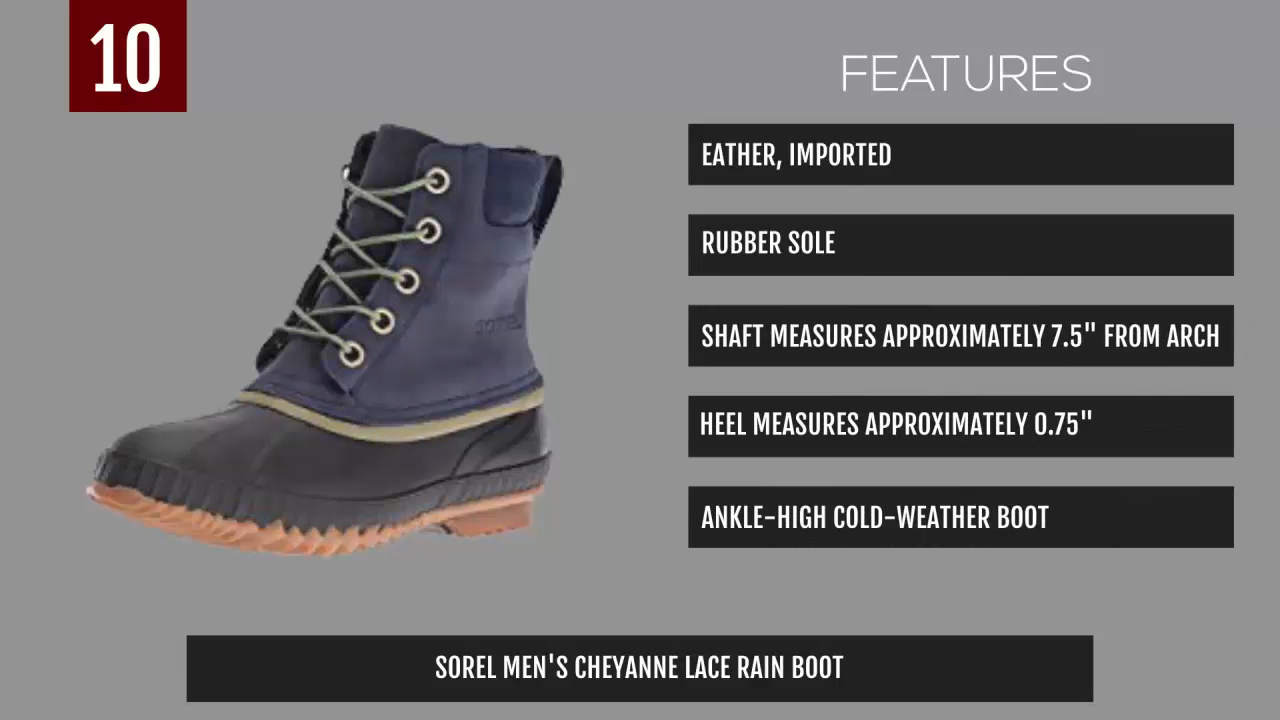 10
FEATURES
EATHER, IMPORTED
RUBBER SOLE
SHAFT MEASURES APPROXIMATELY 7.5" FROM ARCH
HEEL MEASURES APPROXIMATELY 0.75"
ANKLE-HIGH COLD-WEATHER BOOT
SOREL
SOREL MEN'S CHEYANNE LACE RAIN BOOT